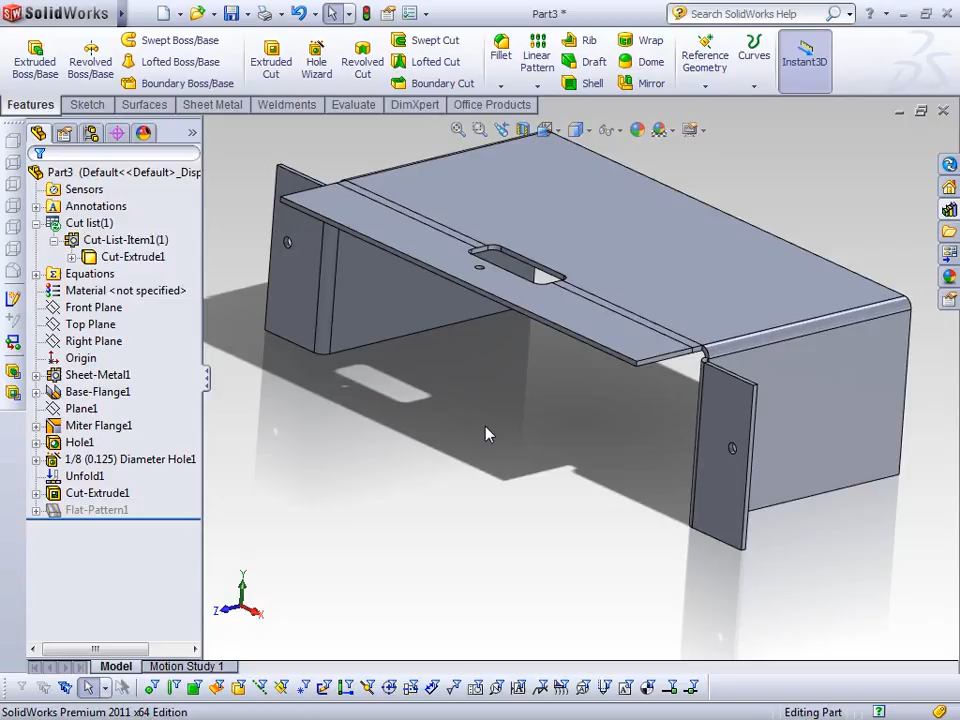 SolidWorks
Part3 *
Search SolidWorks Help
Extruded Boss/Base
Revolved Boss/Base
Swept Boss/Base
Lofted Boss/Base
Boundary Boss/Base
Extruded Cut
Hole Wizard
Revolved Cut
Swept Cut
Lofted Cut
Boundary Cut
Fillet
Linear Pattern
Rib
Draft
Shell
Wrap
Dome
Mirror
Reference Geometry
Curves
Instant3D
Features
Sketch
Surfaces
Sheet Metal
Weldments
Evaluate
DimXpert
Office Products
Part3 (Default<<Default>_Disp
Sensors
Annotations
Cut list(1)
Cut-List-Item1(1)
Cut-Extrude1
Equations
Material <not specified>
Front Plane
Top Plane
Right Plane
Origin
Sheet-Metal1
Base-Flange1
Plane1
Miter Flange1
Hole1
1/8 (0.125) Diameter Hole1
Unfold1
Cut-Extrude1
Flat-Pattern1
Y
Z
X
Model
Motion Study 1
SolidWorks Premium 2011 x64 Edition
Editing Part